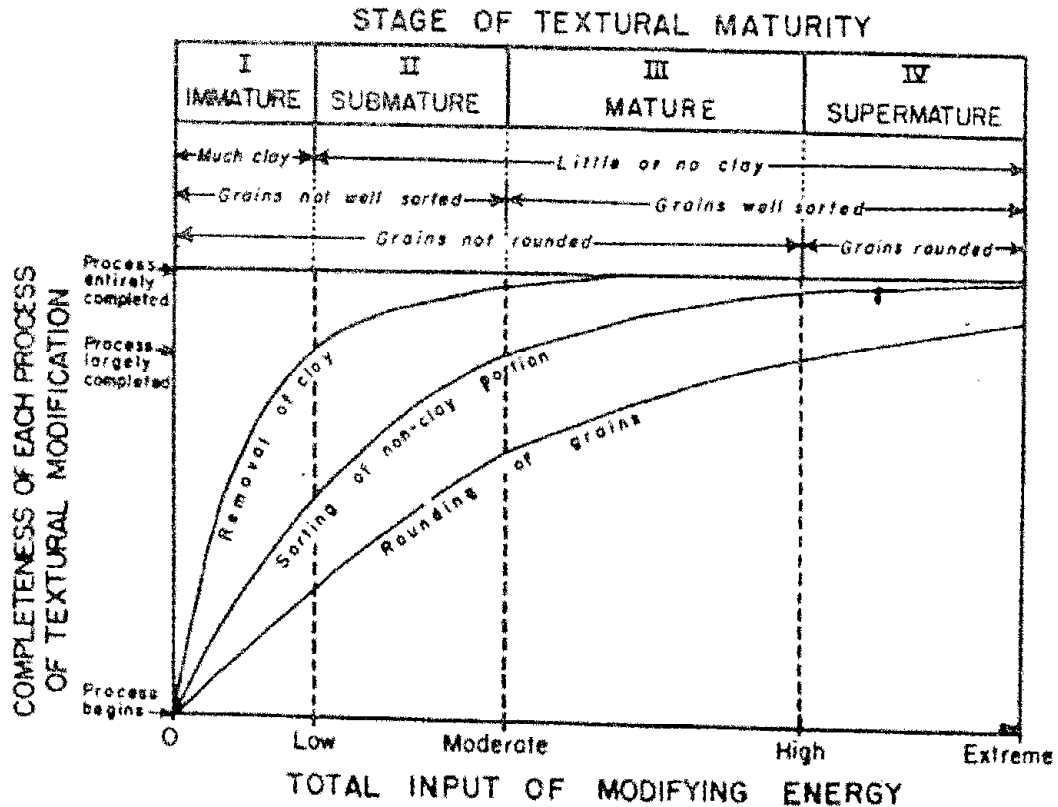 STAGE OF TEXTURAL MATURITY
I
II
III
IV
IMMATURE
SUBMATURE
MATURE
SUPERMATURE
Much clay
Little or no clay
Grains not well sorted
Grains well sorted
Grains not rounded
Grains rounded
Process
entirely
completed
Process
largely
completed
Process
begins
COMPLETENESS OF EACH PROCESS
OF TEXTURAL MODIFICATION
Removal of clay
Sorting of non-clay portion
Rounding of grains
O
Low
Moderate
High
Extreme
TOTAL INPUT OF MODIFYING ENERGY